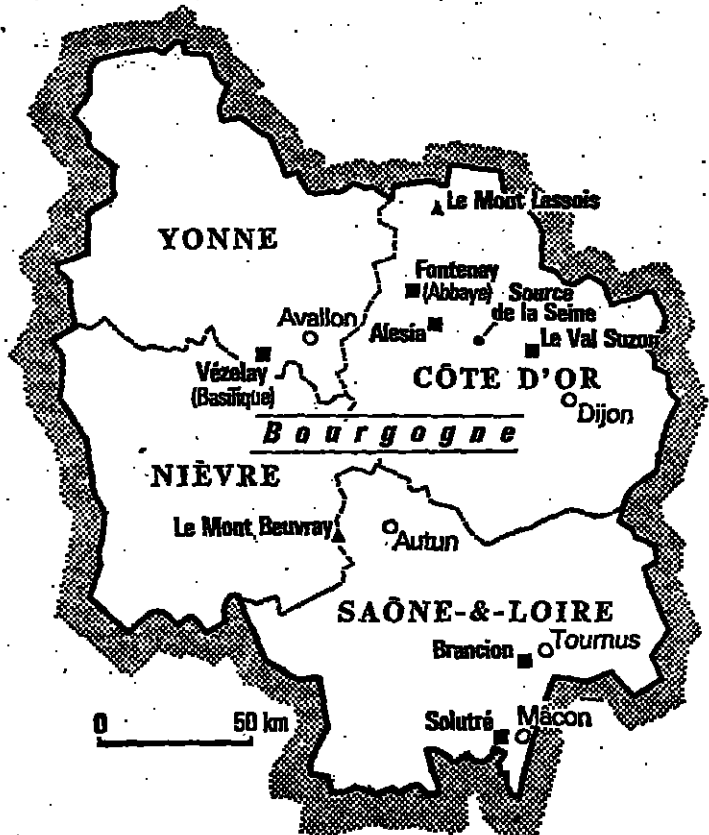 Le Mont Lassois
YONNE
Fontenay
(Abbaye)
Source
de la Seine
Avallon
Alesia
Le Val Suzon
Vézelay
(Basilique)
CÔTE D'OR
Dijon
Bourgogne
NIÈVRE
Le Mont Beuvray
Autun
SAÔNE-&-LOIRE
Brancion
Tournus
0 50 km
Solutré
Mâcon